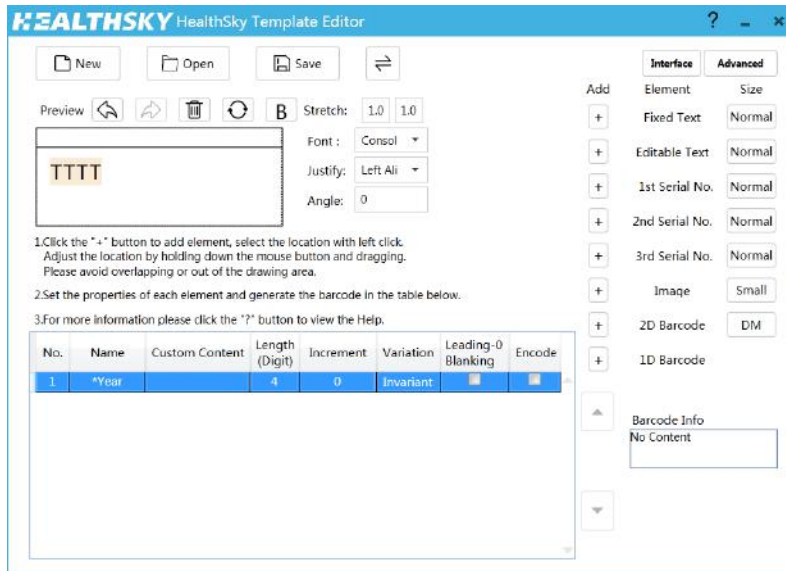 HEALTHSKY HealthSky Template Editor ? _ ×
New Open Save ⇌
Interface Advanced
Add Element Size
Preview B Stretch: 1.0 1.0
+ Fixed Text Normal
Font : Consol
+ Editable Text Normal
TTTT
Justify: Left Ali
+ 1st Serial No. Normal
Angle: 0
+ 2nd Serial No. Normal
1.Click the "+" button to add element, select the location with left click.
Adjust the location by holding down the mouse button and dragging.
Please avoid overlapping or out of the drawing area.
+ 3rd Serial No. Normal
2.Set the properties of each element and generate the barcode in the table below.
+ Image Small
3.For more information please click the "?" button to view the Help.
+ 2D Barcode DM
No. Name Custom Content Length (Digit) Increment Variation Leading-0 Blanking Encode
+ 1D Barcode
1 *Year 4 0 Invariant
Barcode Info
No Content